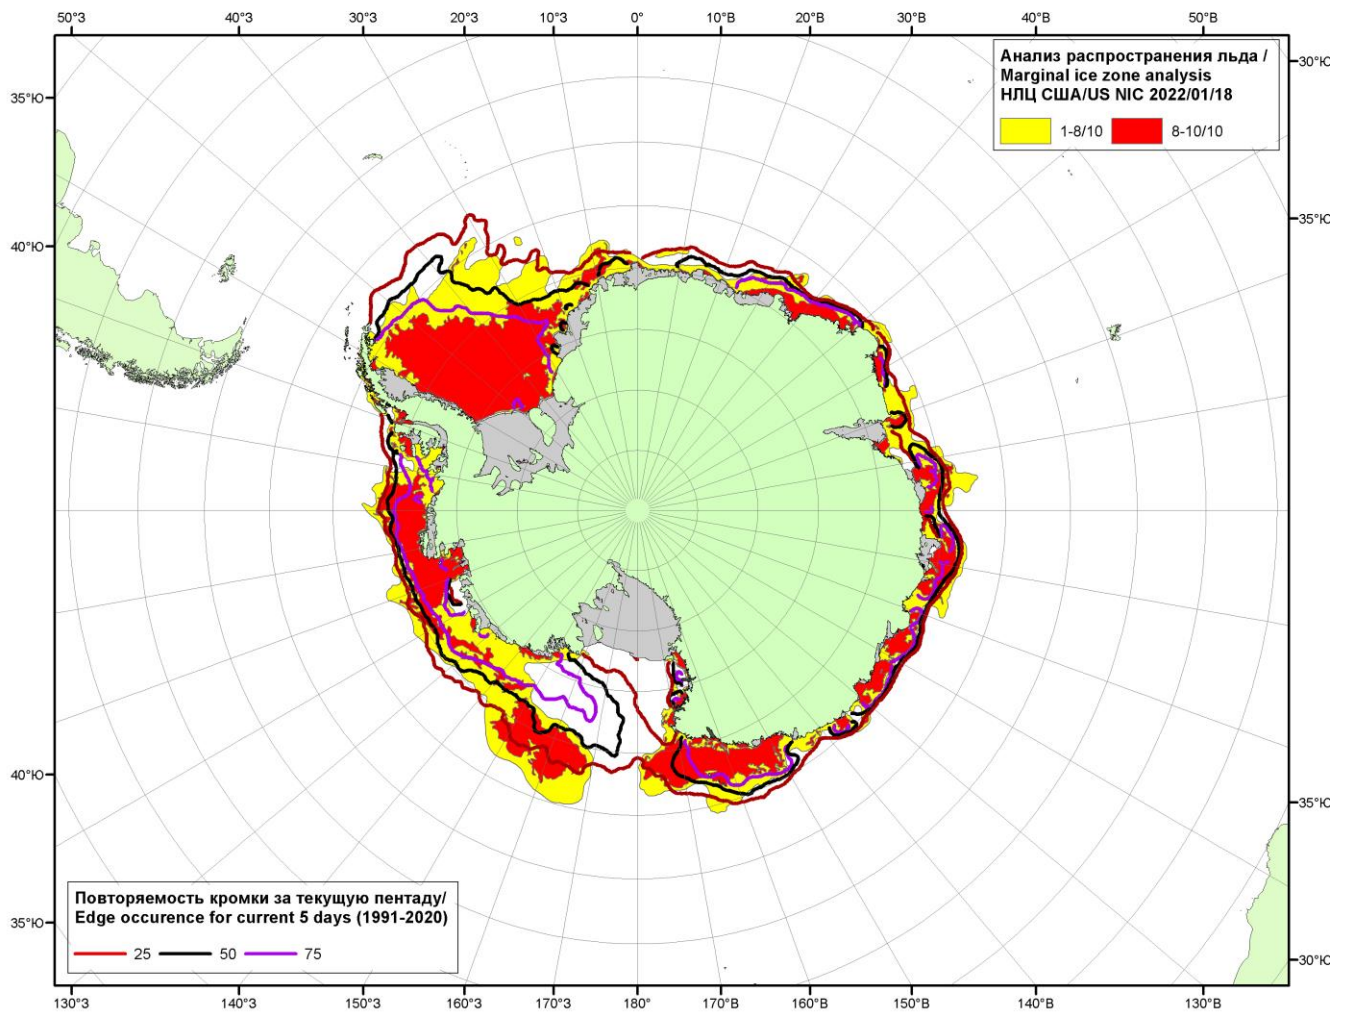 50°З 40°З 30°З 20°З 10°З 0° 10°В 20°В 30°В 40°В 50°В
Анализ распространения льда /
Marginal ice zone analysis
НЛЦ США/US NIC 2022/01/18
1-8/10 8-10/10
30°Ю
35°Ю
35°Ю
40°Ю
40°Ю
35°Ю
Повторяемость кромки за текущую пентаду/
Edge occurence for current 5 days (1991-2020)
25 50 75
35°Ю
30°Ю
130°З 140°З 150°З 160°З 170°З 180° 170°В 160°В 150°В 140°В 130°В